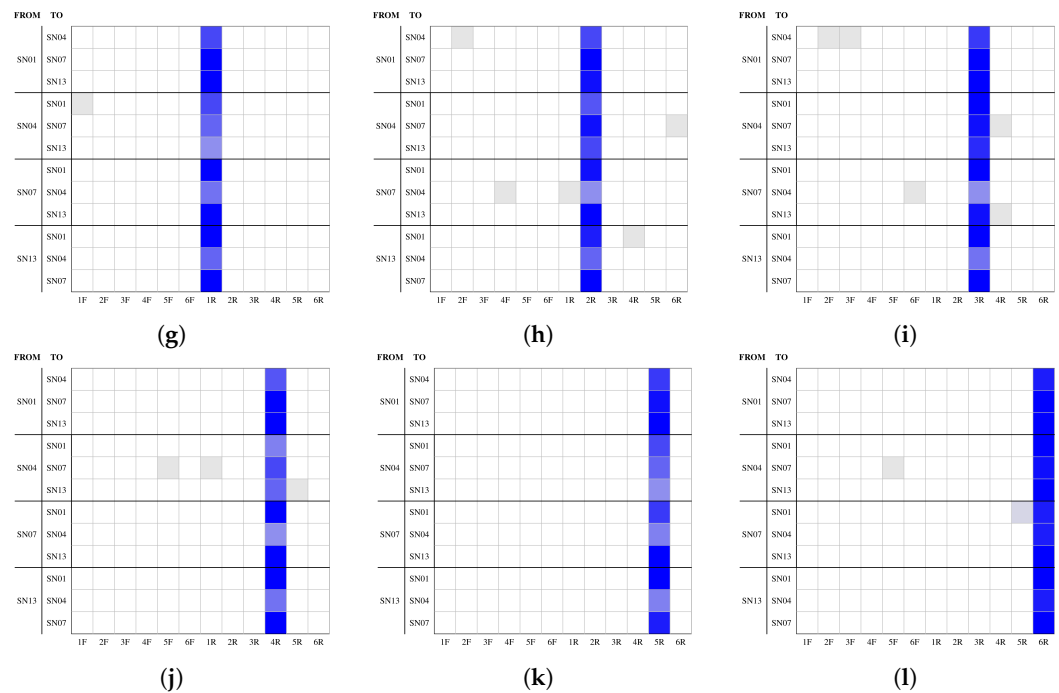 FROM TO FROM TO FROM TO
SN04 SN04 SN04
SN01 SN07 SN01 SN07 SN01 SN07
SN13 SN13 SN13
SN01 SN01 SN01
SN04 SN07 SN04 SN07 SN04 SN07
SN13 SN13 SN13
SN01 SN01 SN01
SN07 SN04 SN07 SN04 SN07 SN04
SN13 SN13 SN13
SN01 SN01 SN01
SN13 SN04 SN13 SN04 SN13 SN04
SN07 SN07 SN07
1F 2F 3F 4F 5F 6F 1R 2R 3R 4R 5R 6R 1F 2F 3F 4F 5F 6F 1R 2R 3R 4R 5R 6R 1F 2F 3F 4F 5F 6F 1R 2R 3R 4R 5R 6R
(g) (h) (i)
FROM TO FROM TO FROM TO
SN04 SN04 SN04
SN01 SN07 SN01 SN07 SN01 SN07
SN13 SN13 SN13
SN01 SN01 SN01
SN04 SN07 SN04 SN07 SN04 SN07
SN13 SN13 SN13
SN01 SN01 SN01
SN07 SN04 SN07 SN04 SN07 SN04
SN13 SN13 SN13
SN01 SN01 SN01
SN13 SN04 SN13 SN04 SN13 SN04
SN07 SN07 SN07
1F 2F 3F 4F 5F 6F 1R 2R 3R 4R 5R 6R 1F 2F 3F 4F 5F 6F 1R 2R 3R 4R 5R 6R 1F 2F 3F 4F 5F 6F 1R 2R 3R 4R 5R 6R
(j) (k) (l)